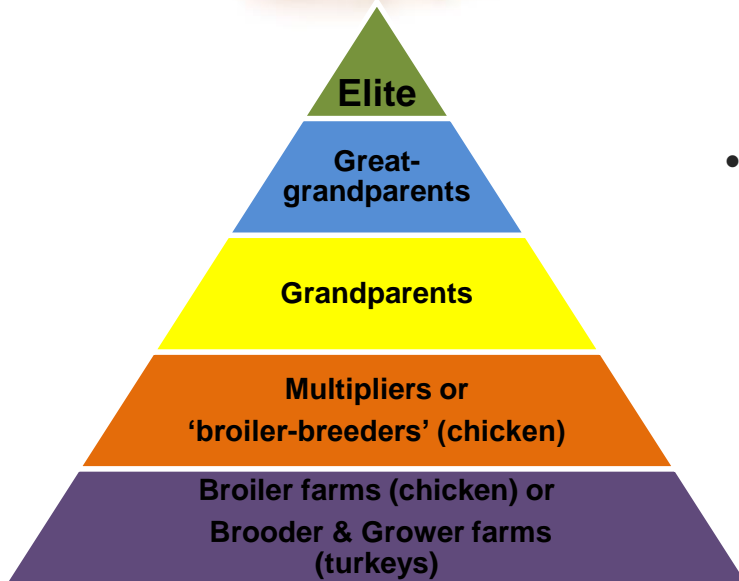 Elite
Great-
grandparents
•
Grandparents
Multipliers or
‘broiler-breeders’ (chicken)
Broiler farms (chicken) or
Brooder & Grower farms
(turkeys)